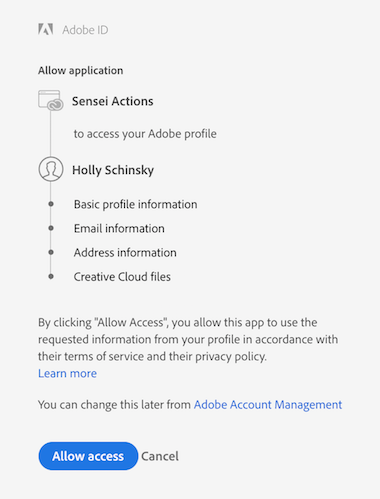 Adobe ID
Allow application
Sensei Actions
to access your Adobe profile
Holly Schinsky
Basic profile information
Email information
Address information
Creative Cloud files
By clicking "Allow Access", you allow this app to use the
requested information from your profile in accordance with
their terms of service and their privacy policy.
Learn more
You can change this later from Adobe Account Management
Allow access Cancel